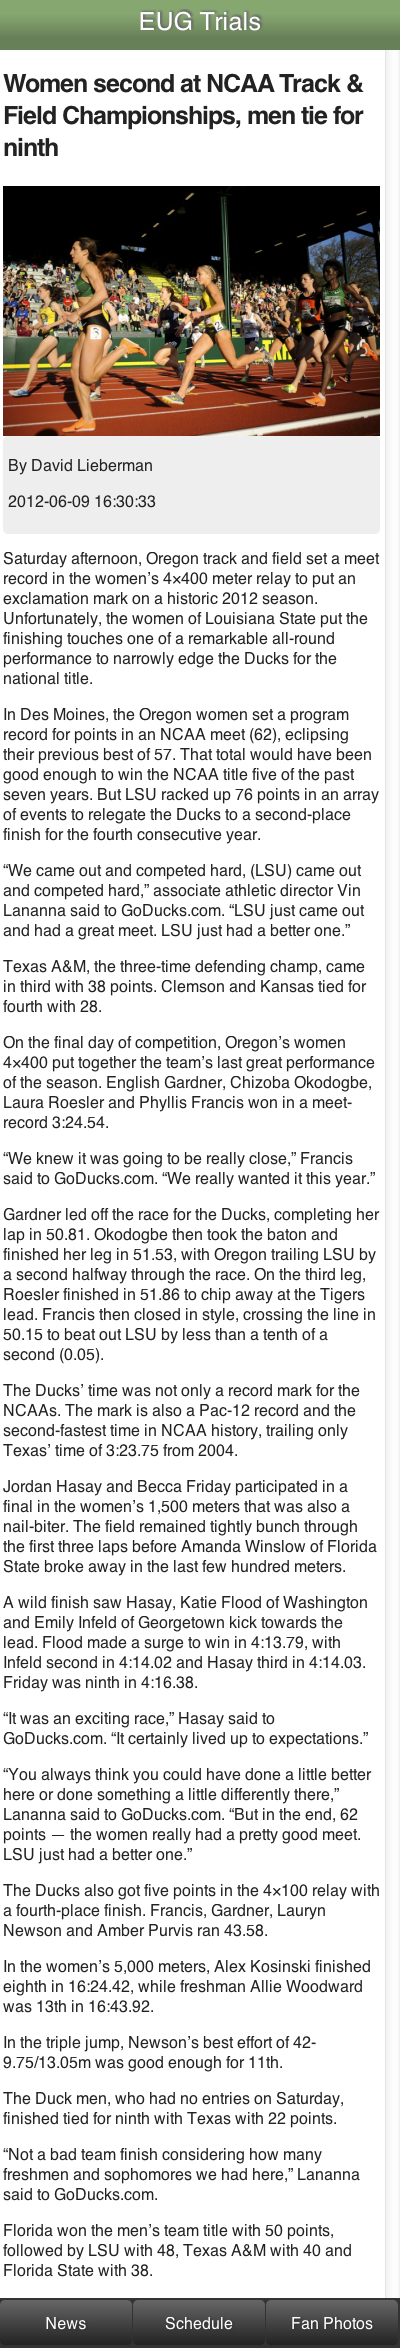 EUG Trials
Women second at NCAA Track &
Field Championships, men tie for
ninth
By David Lieberman
2012-06-09 16:30:33
Saturday afternoon, Oregon track and field set a meet
record in the women’s 4×400 meter relay to put an
exclamation mark on a historic 2012 season.
Unfortunately, the women of Louisiana State put the
finishing touches one of a remarkable all-round
performance to narrowly edge the Ducks for the
national title.
In Des Moines, the Oregon women set a program
record for points in an NCAA meet (62), eclipsing
their previous best of 57. That total would have been
good enough to win the NCAA title five of the past
seven years. But LSU racked up 76 points in an array
of events to relegate the Ducks to a second-place
finish for the fourth consecutive year.
“We came out and competed hard, (LSU) came out
and competed hard,” associate athletic director Vin
Lananna said to GoDucks.com. “LSU just came out
and had a great meet. LSU just had a better one.”
Texas A&M, the three-time defending champ, came
in third with 38 points. Clemson and Kansas tied for
fourth with 28.
On the final day of competition, Oregon’s women
4×400 put together the team’s last great performance
of the season. English Gardner, Chizoba Okodogbe,
Laura Roesler and Phyllis Francis won in a meet-
record 3:24.54.
“We knew it was going to be really close,” Francis
said to GoDucks.com. “We really wanted it this year.”
Gardner led off the race for the Ducks, completing her
lap in 50.81. Okodogbe then took the baton and
finished her leg in 51.53, with Oregon trailing LSU by
a second halfway through the race. On the third leg,
Roesler finished in 51.86 to chip away at the Tigers
lead. Francis then closed in style, crossing the line in
50.15 to beat out LSU by less than a tenth of a
second (0.05).
The Ducks’ time was not only a record mark for the
NCAAs. The mark is also a Pac-12 record and the
second-fastest time in NCAA history, trailing only
Texas’ time of 3:23.75 from 2004.
Jordan Hasay and Becca Friday participated in a
final in the women’s 1,500 meters that was also a
nail-biter. The field remained tightly bunch through
the first three laps before Amanda Winslow of Florida
State broke away in the last few hundred meters.
A wild finish saw Hasay, Katie Flood of Washington
and Emily Infeld of Georgetown kick towards the
lead. Flood made a surge to win in 4:13.79, with
Infeld second in 4:14.02 and Hasay third in 4:14.03.
Friday was ninth in 4:16.38.
“It was an exciting race,” Hasay said to
GoDucks.com. “It certainly lived up to expectations.”
“You always think you could have done a little better
here or done something a little differently there,”
Lananna said to GoDucks.com. “But in the end, 62
points — the women really had a pretty good meet.
LSU just had a better one.”
The Ducks also got five points in the 4×100 relay with
a fourth-place finish. Francis, Gardner, Lauryn
Newson and Amber Purvis ran 43.58.
In the women’s 5,000 meters, Alex Kosinski finished
eighth in 16:24.42, while freshman Allie Woodward
was 13th in 16:43.92.
In the triple jump, Newson’s best effort of 42-
9.75/13.05m was good enough for 11th.
The Duck men, who had no entries on Saturday,
finished tied for ninth with Texas with 22 points.
“Not a bad team finish considering how many
freshmen and sophomores we had here,” Lananna
said to GoDucks.com.
Florida won the men’s team title with 50 points,
followed by LSU with 48, Texas A&M with 40 and
Florida State with 38.
News
Schedule
Fan Photos